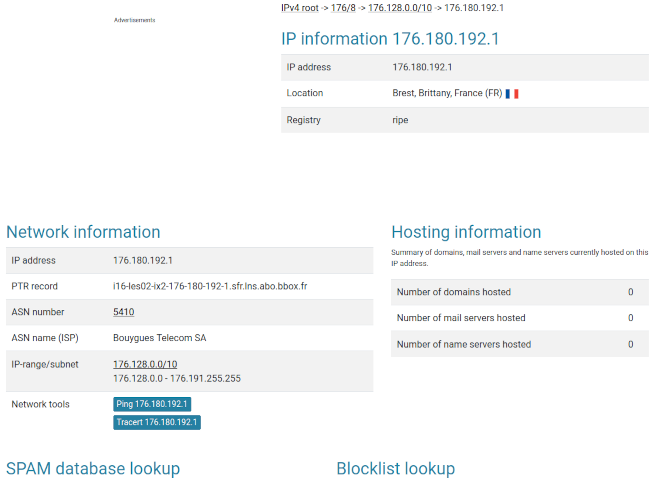 IPv4 root -> 176/8 -> 176.128.0.0/10 -> 176.180.192.1
Advertisements
IP information 176.180.192.1
IP address 176.180.192.1
Location Brest, Brittany, France (FR)
Registry ripe
Network information
IP address 176.180.192.1
PTR record i16-les02-ix2-176-180-192-1.sfr.lns.abo.bbox.fr
ASN number 5410
ASN name (ISP) Bouygues Telecom SA
IP-range/subnet 176.128.0.0/10
176.128.0.0 - 176.191.255.255
Network tools Ping 176.180.192.1
Tracert 176.180.192.1
Hosting information
Summary of domains, mail servers and name servers currently hosted on this
IP address.
Number of domains hosted 0
Number of mail servers hosted 0
Number of name servers hosted 0
SPAM database lookup
Blocklist lookup